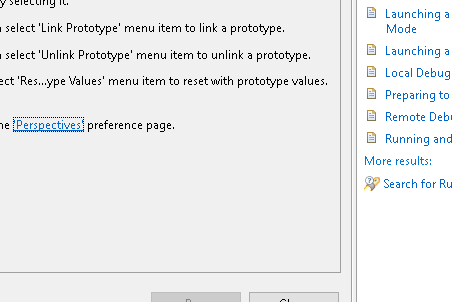 y selecting it.
select 'Link Prototype' menu item to link a prototype.
select 'Unlink Prototype' menu item to unlink a prototype.
ect 'Res...ype Values' menu item to reset with prototype values.
ne 'Perspectives' preference page.
Launching a
Mode
Launching a
Local Debug
Preparing to
Remote Deb
Running and
More results:
Search for Ru